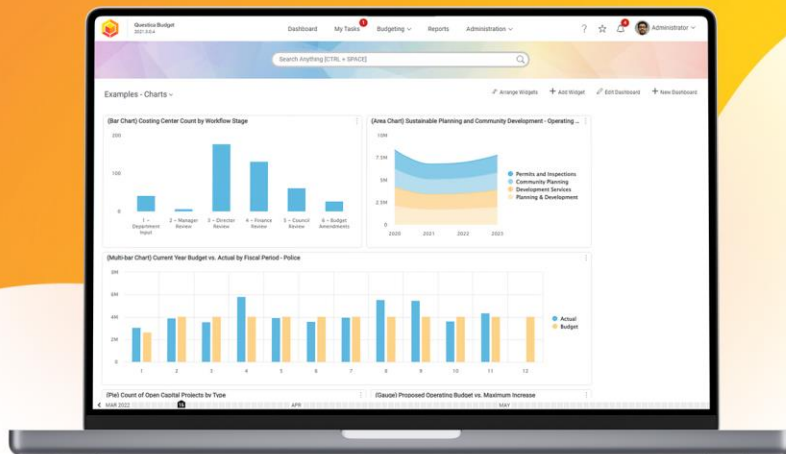 Questica Budget
2021.3.0.4
Dashboard
My Tasks
1
Budgeting
Reports
Administration
?
4
Administrator
Search Anything [CTRL + SPACE]
Examples - Charts
Arrange Widgets
Add Widget
Edit Dashboard
New Dashboard
(Bar Chart) Costing Center Count by Workflow Stage
200
100
0
1 - Department Input
2 - Manager Review
3 - Director Review
4 - Finance Review
5 - Council Review
6 - Budget Amendments
(Area Chart) Sustainable Planning and Community Development - Operating ...
10M
7.5M
5M
2.5M
0
2020
2021
2022
2023
Permits and Inspections
Community Planning
Development Services
Planning & Development
(Multi-bar Chart) Current Year Budget vs. Actual by Fiscal Period - Police
8M
6M
4M
2M
0
1
2
3
4
5
6
7
8
9
10
11
12
Actual
Budget
(Pie) Count of Open Capital Projects by Type
(Gauge) Proposed Operating Budget vs. Maximum Increase
MAR 2022
APR
MAY